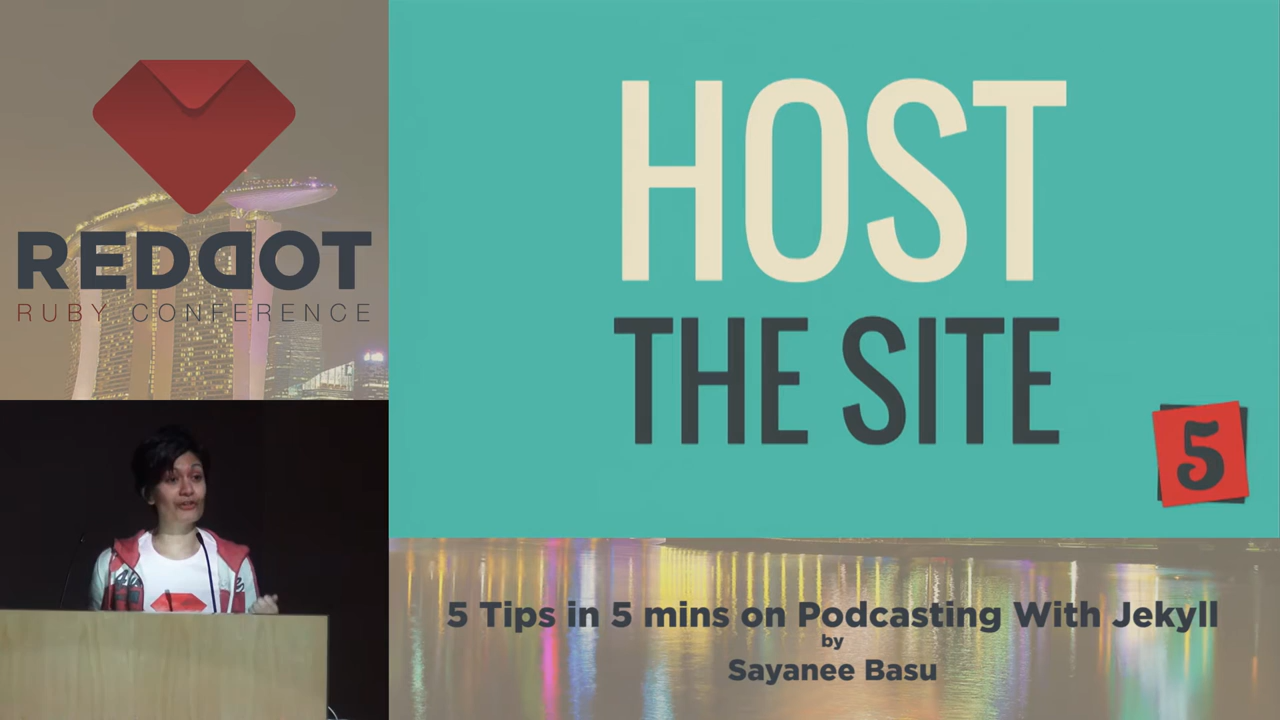 REDDOT
RUBY CONFERENCE
HOST
THE SITE
5
5 Tips in 5 mins on Podcasting With Jekyll
by
Sayanee Basu